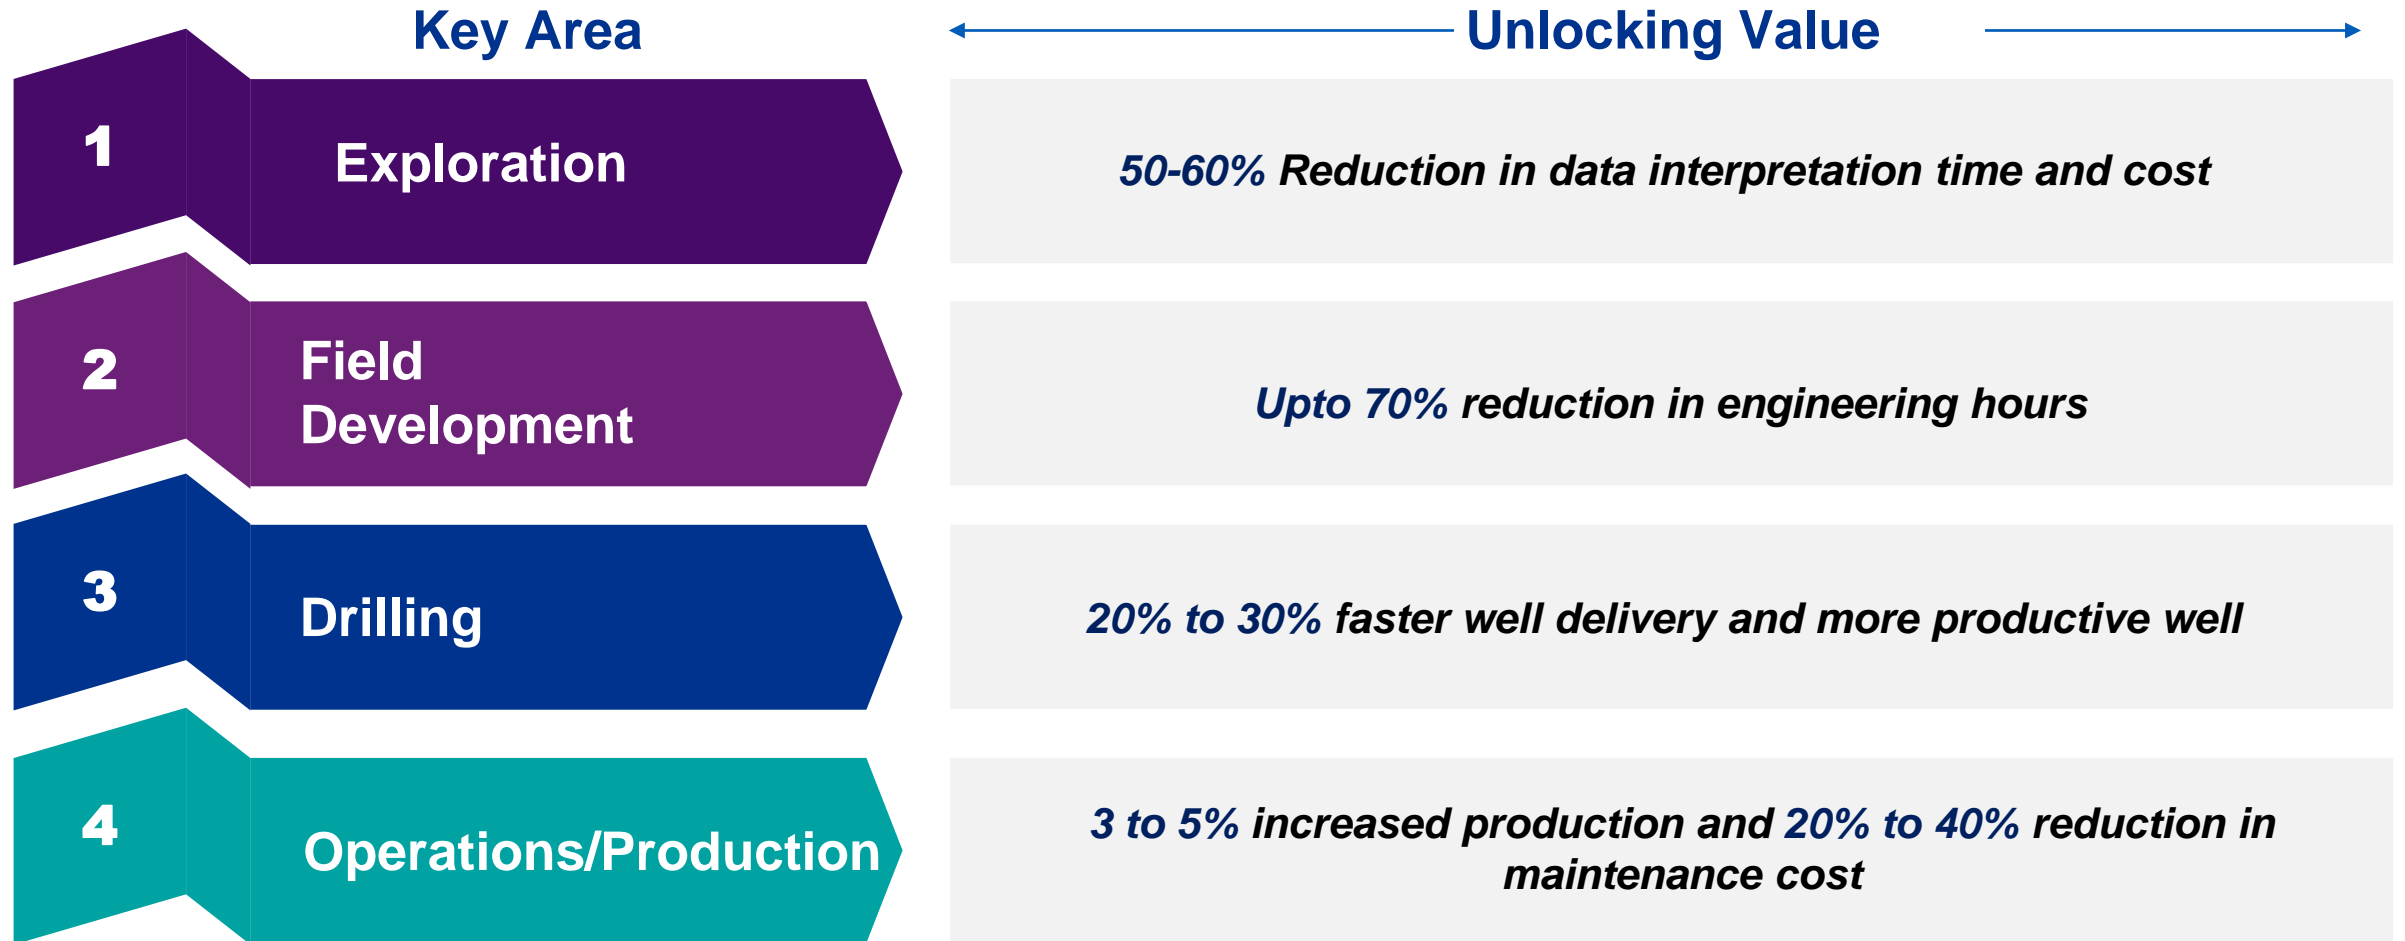 Key Area
Unlocking Value
1
Exploration
50-60% Reduction in data interpretation time and cost
2
Field
Development
Upto 70% reduction in engineering hours
3
Drilling
20% to 30% faster well delivery and more productive well
4
Operations/Production
3 to 5% increased production and 20% to 40% reduction in
maintenance cost